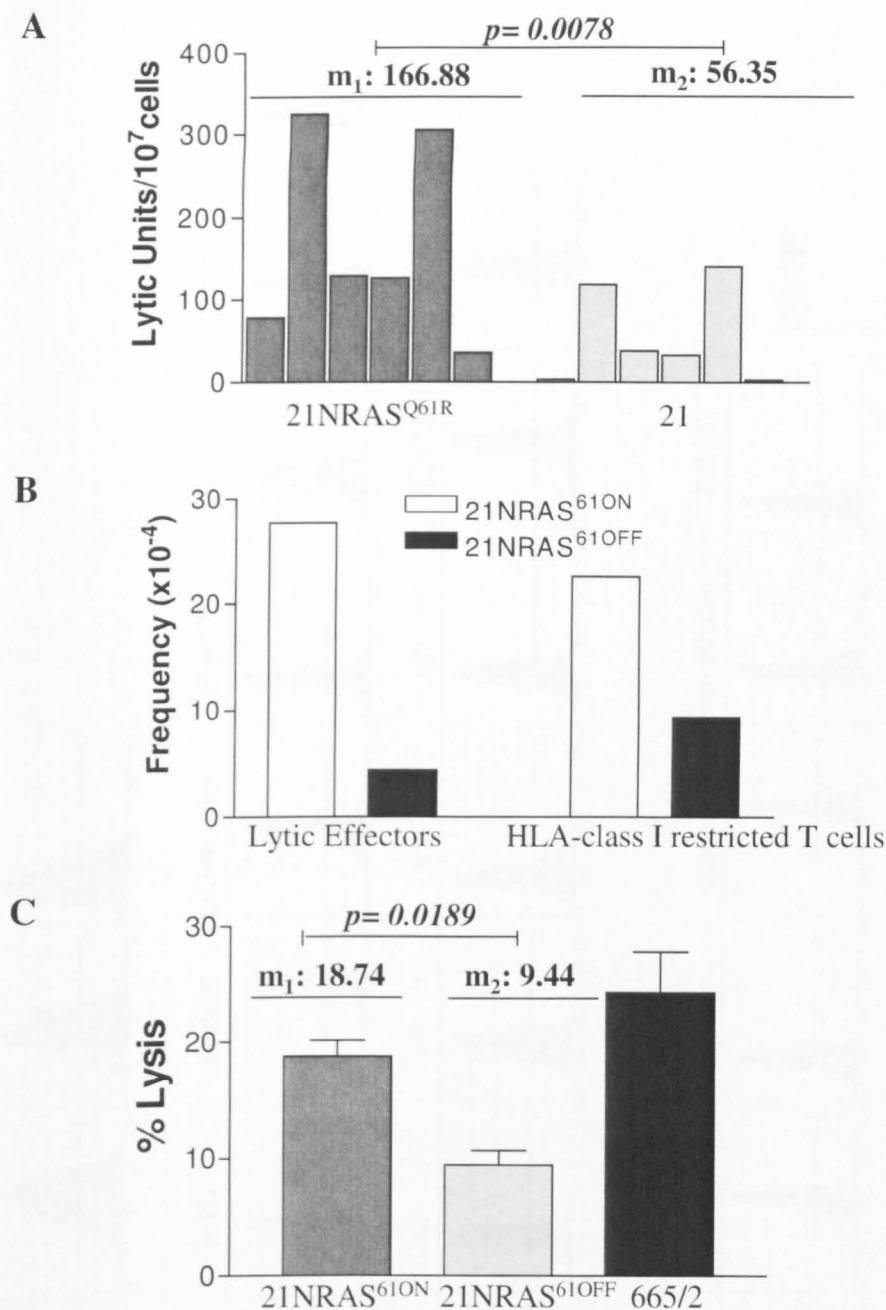 A
p= 0.0078
m₁: 166.88
m₂: 56.35
Lytic Units/10⁷cells
400
300
200
100
0
21NRAS^Q61R
21
B
Frequency (x10⁻⁴)
30
20
10
0
21NRAS^61ON
21NRAS^61OFF
Lytic Effectors
HLA-class I restricted T cells
C
p= 0.0189
m₁: 18.74
m₂: 9.44
% Lysis
30
20
10
0
21NRAS^61ON
21NRAS^61OFF
665/2